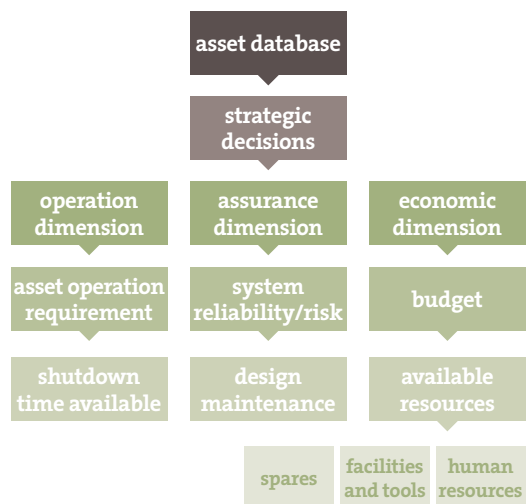 asset database
strategic
decisions
operation
dimension
assurance
dimension
economic
dimension
asset operation
requirement
system
reliability/risk
budget
shutdown
time available
design
maintenance
available
resources
spares
facilities
and tools
human
resources